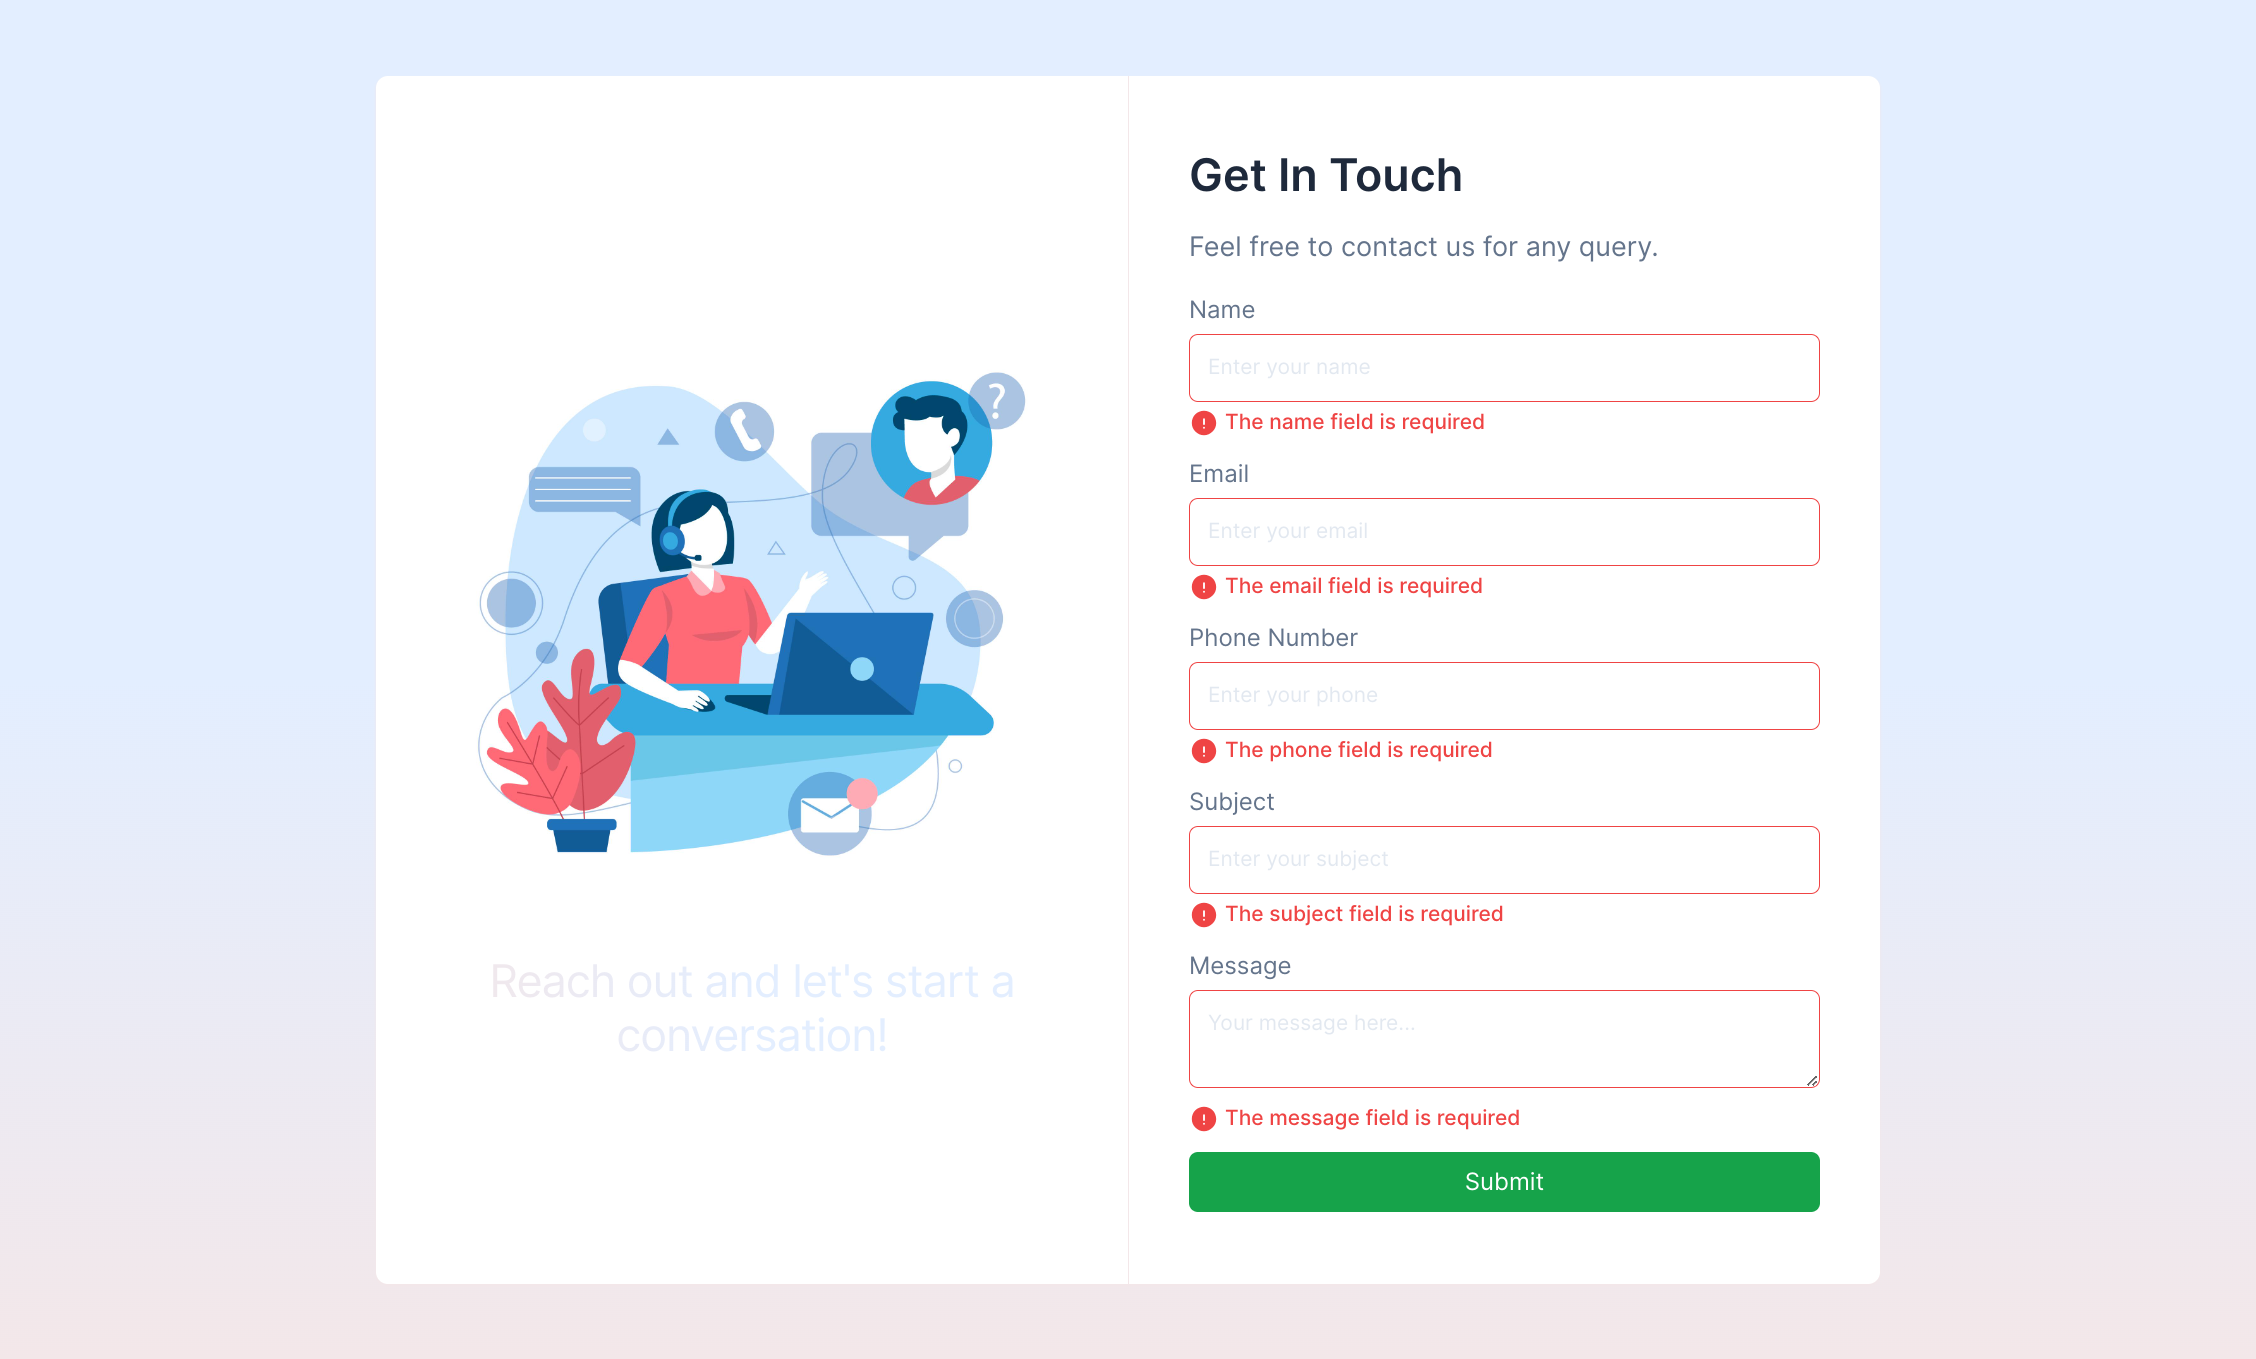 ?
Reach out and let's start a
conversation!
Get In Touch
Feel free to contact us for any query.
Name
Enter your name
The name field is required
Email
Enter your email
The email field is required
Phone Number
Enter your phone
The phone field is required
Subject
Enter your subject
The subject field is required
Message
Your message here...
The message field is required
Submit